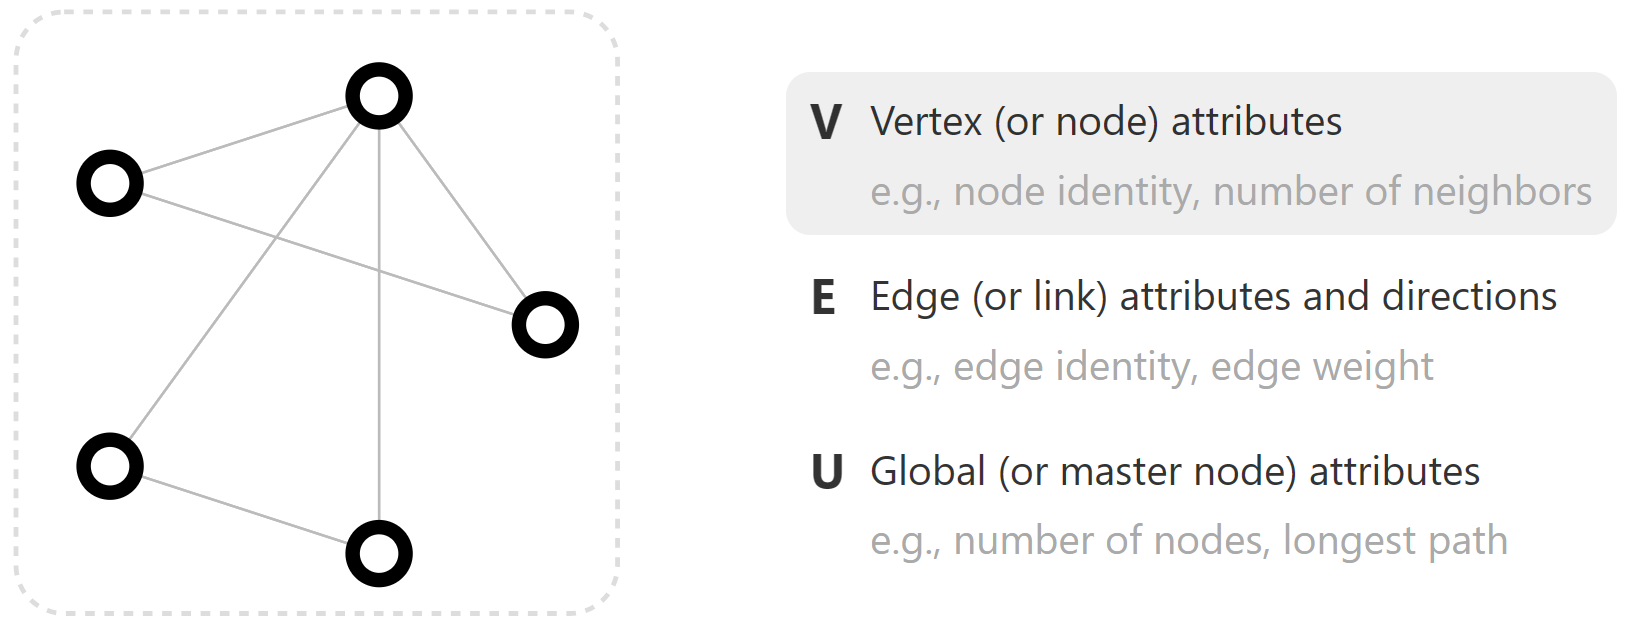 V Vertex (or node) attributes
e.g., node identity, number of neighbors
E Edge (or link) attributes and directions
e.g., edge identity, edge weight
U Global (or master node) attributes
e.g., number of nodes, longest path